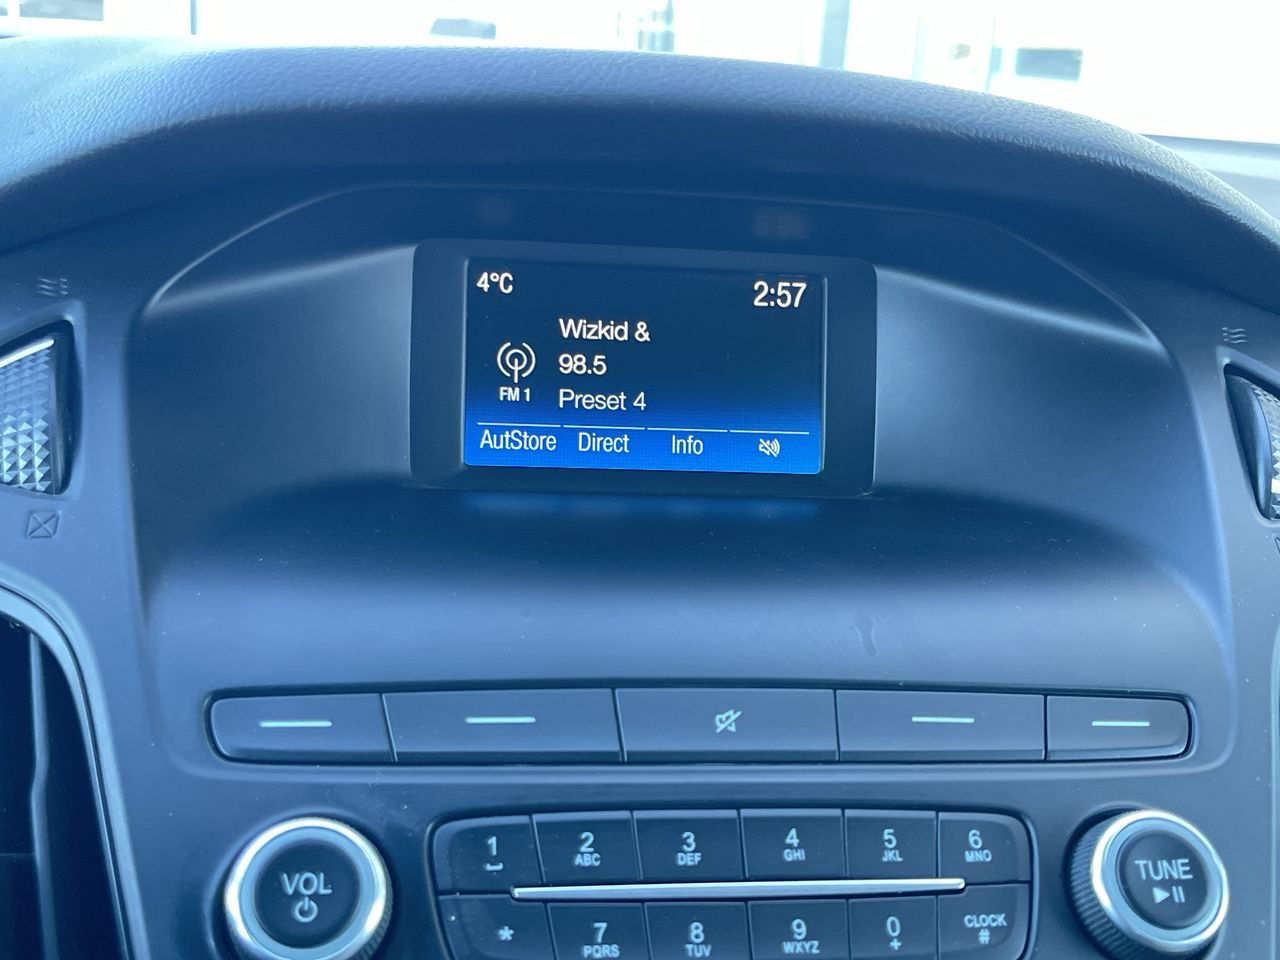 4°C
2:57
Wizkid &
98.5
FM 1
Preset 4
AutStore Direct Info
1 2 3 4 5 6
ABC DEF GHI JKL MNO
* 7 8 9 0 CLOCK
PQRS TUV WXYZ + #
VOL
TUNE